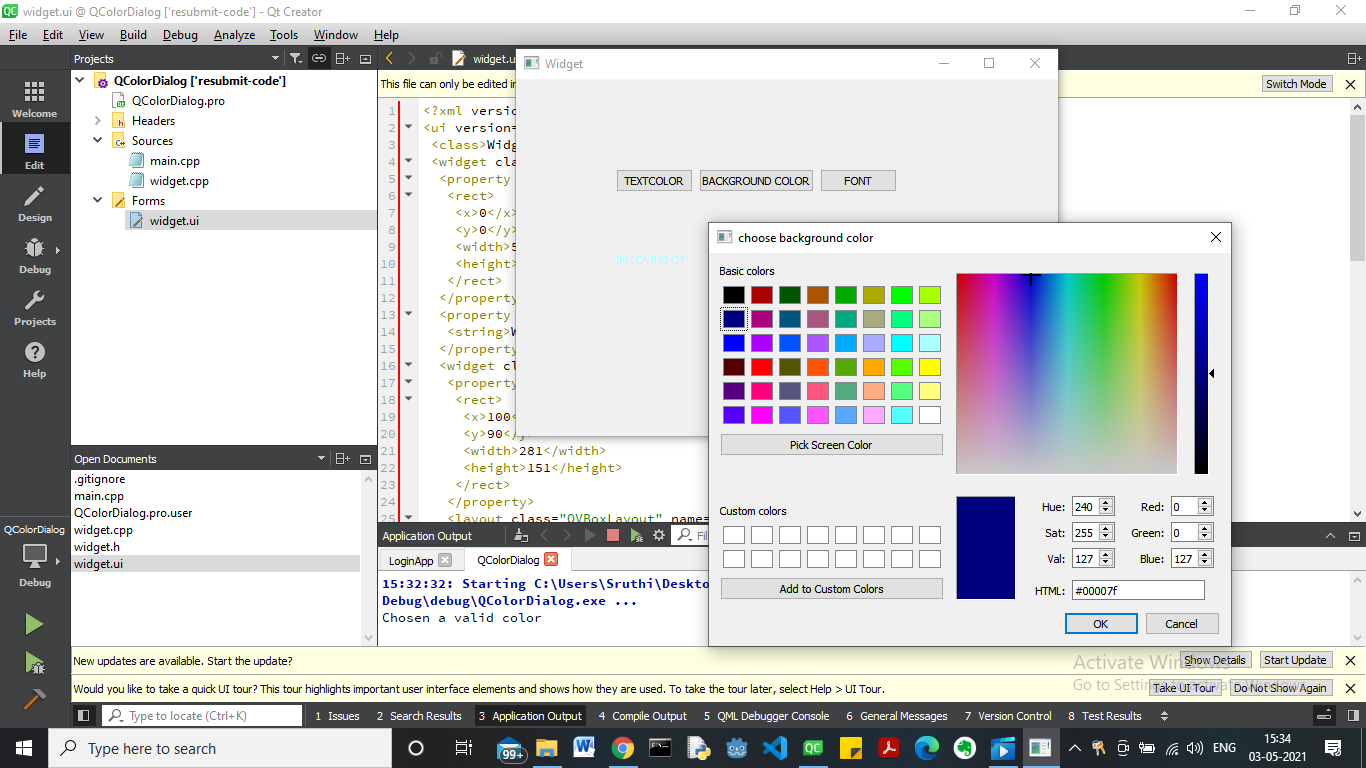 widget.ui @ QColorDialog ['resubmit-code'] - Qt Creator
File Edit View Build Debug Analyze Tools Window Help
Projects
QColorDialog ['resubmit-code']
QColorDialog.pro
Headers
Sources
main.cpp
widget.cpp
Forms
widget.ui
Welcome
Edit
Design
Debug
Projects
Help
QColorDialog
Debug
Open Documents
.gitignore
main.cpp
QColorDialog.pro.user
widget.cpp
widget.h
widget.ui
widget.u
This file can only be edited i
Switch Mode
1 <?xml versio
2 <ui version=
3 <class>Widg
4 <widget cla
5 <property
6 <rect>
7 <x>0</x>
8 <y>0</y>
9 <width>5
10 <height>
11 </rect>
12 </property
13 <property
14 <string>W
15 </property
16 <widget cl
17 <property
18 <rect>
19 <x>100<
20 <y>90</y
21 <width>281</width>
22 <height>151</height>
23 </rect>
24 </property>
25 <layout class="QVBoxLayout" name=
Widget
TEXTCOLOR BACKGROUND COLOR FONT
IM LOVING QT
choose background color
Basic colors
Pick Screen Color
Custom colors
Add to Custom Colors
Hue: 240 Red: 0
Sat: 255 Green: 0
Val: 127 Blue: 127
HTML: #00007f
OK Cancel
Application Output
Fil
LoginApp QColorDialog
15:32:32: Starting C:\Users\Sruthi\Deskto
Debug\debug\QColorDialog.exe ...
Chosen a valid color
New updates are available. Start the update?
Show Details Start Update
Would you like to take a quick UI tour? This tour highlights important user interface elements and shows how they are used. To take the tour later, select Help > UI Tour.
Take UI Tour Do Not Show Again
Activate Windows
Go to Settings to activate Windows.
Type to locate (Ctrl+K) 1 Issues 2 Search Results 3 Application Output 4 Compile Output 5 QML Debugger Console 6 General Messages 7 Version Control 8 Test Results
Type here to search
99+
ENG
15:34
03-05-2021